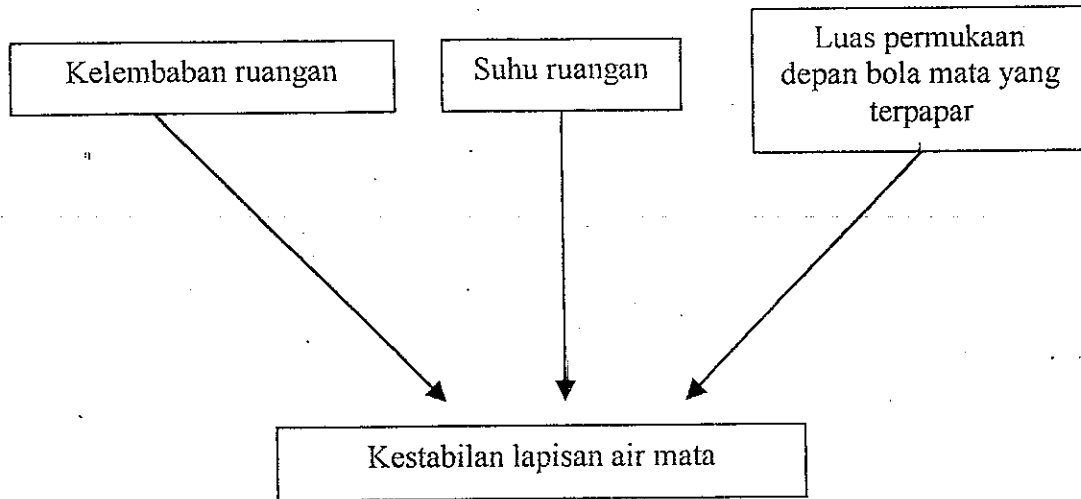 Kelembaban ruangan
Suhu ruangan
Luas permukaan
depan bola mata yang
terpapar
Kestabilan lapisan air mata